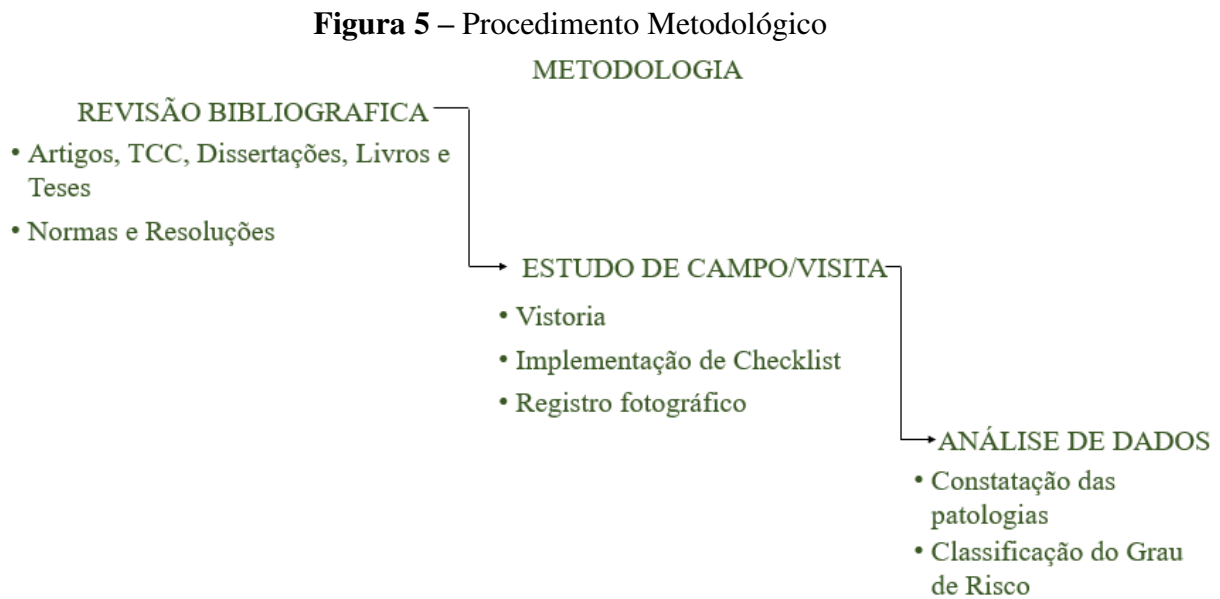 Figura 5 – Procedimento Metodológico
METODOLOGIA
REVISÃO BIBLIOGRAFICA
• Artigos, TCC, Dissertações, Livros e
Teses
• Normas e Resoluções
ESTUDO DE CAMPO/VISITA
• Vistoria
• Implementação de Checklist
• Registro fotográfico
ANÁLISE DE DADOS
• Constatação das
patologias
• Classificação do Grau
de Risco